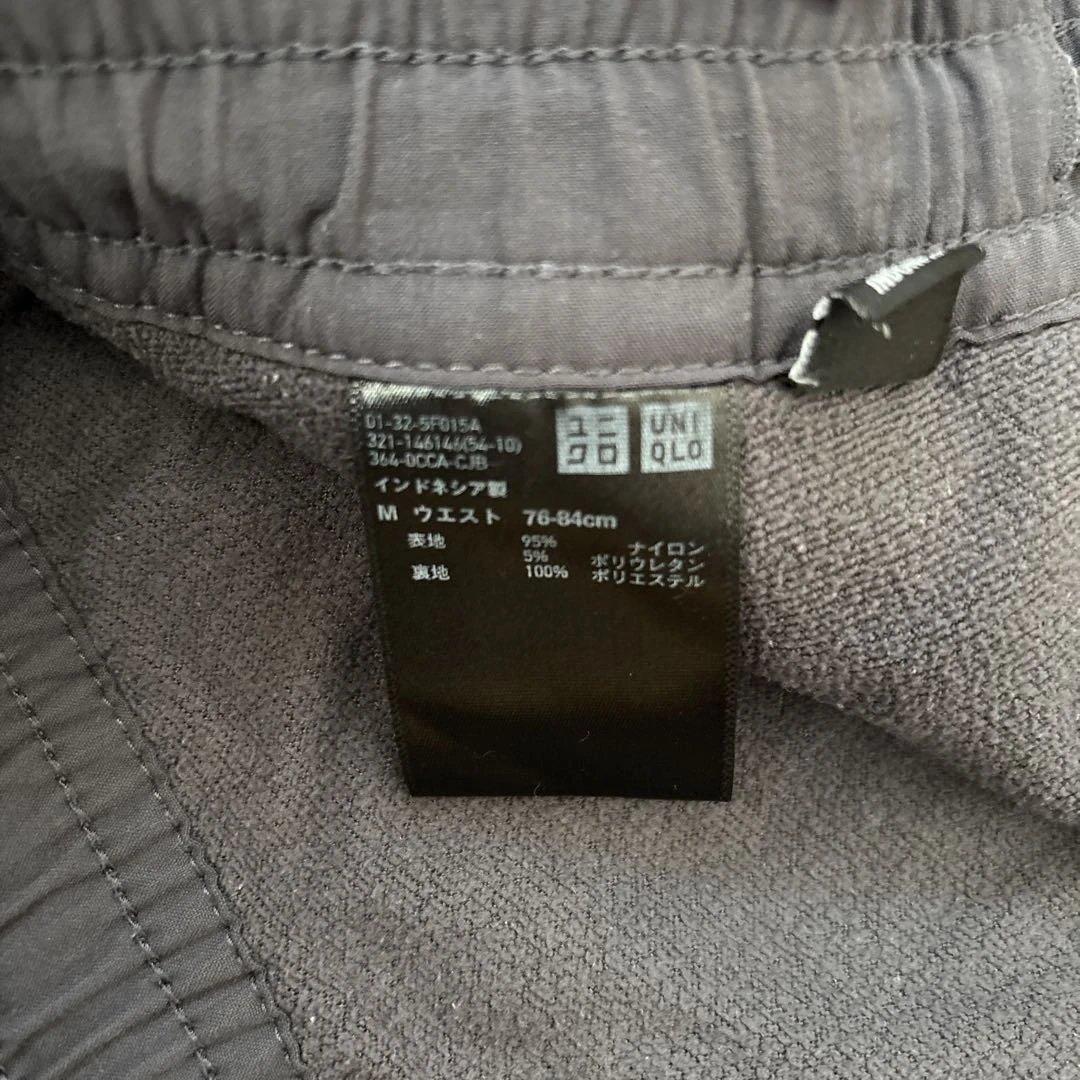 01-32-5F015A
321-146144(54-10)
364-DCCA-CJB
ユニ
クロ
UNI
QLO
インドネシア製
M ウエスト 76-84cm
表地 95% ナイロン
5% ポリウレタン
裏地 100% ポリエステル